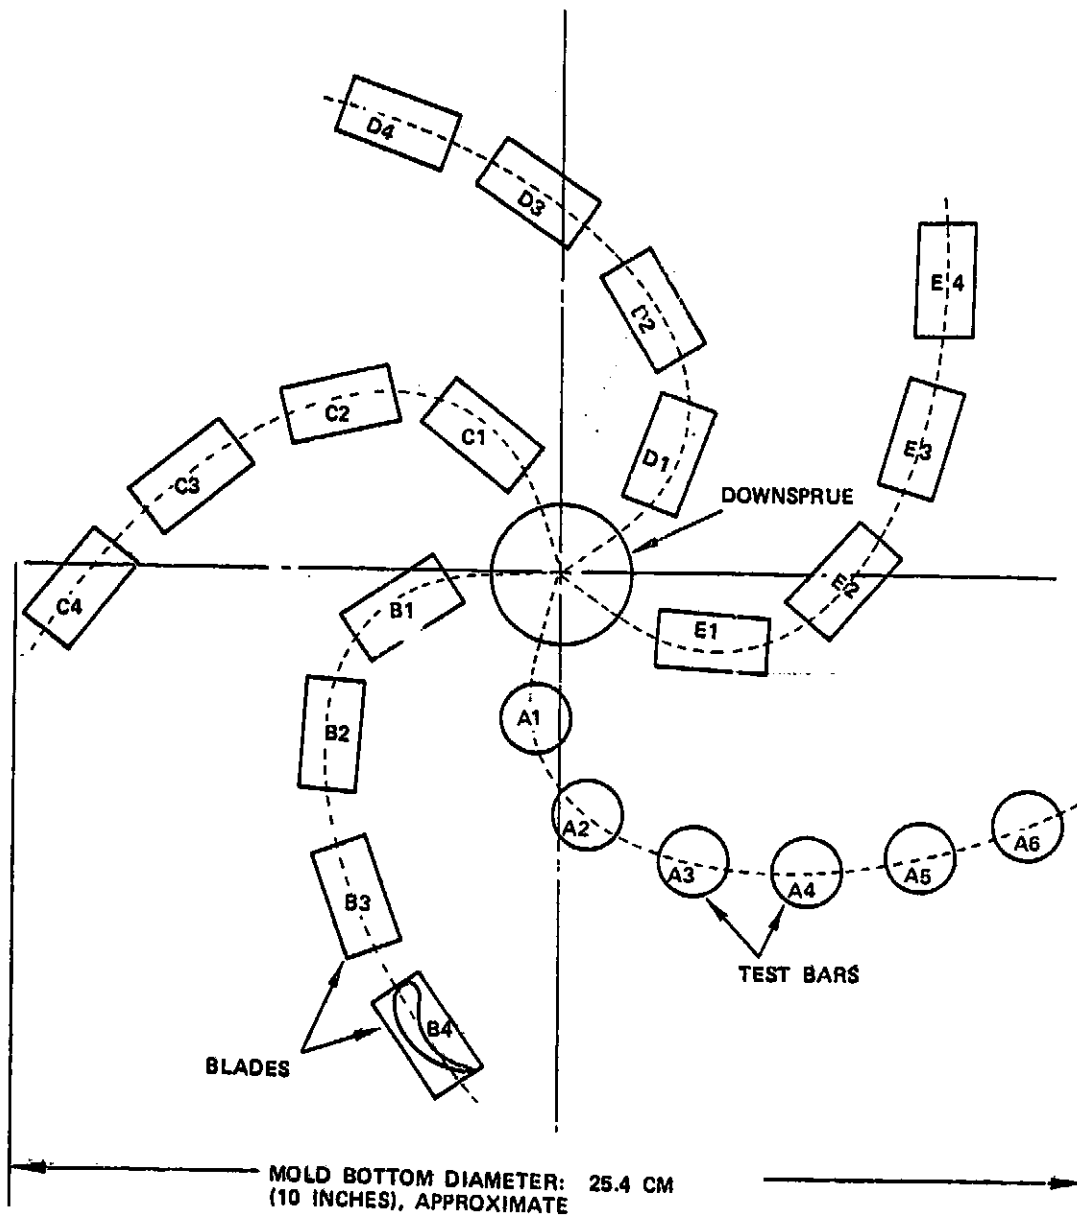 D4
D3
D2
E4
C2
C1
D1
E3
C3
DOWNSPRUE
C4
B1
E2
E1
A1
B2
A2
A6
A3
A4
A5
B3
TEST BARS
B4
BLADES
MOLD BOTTOM DIAMETER: 25.4 CM
(10 INCHES), APPROXIMATE